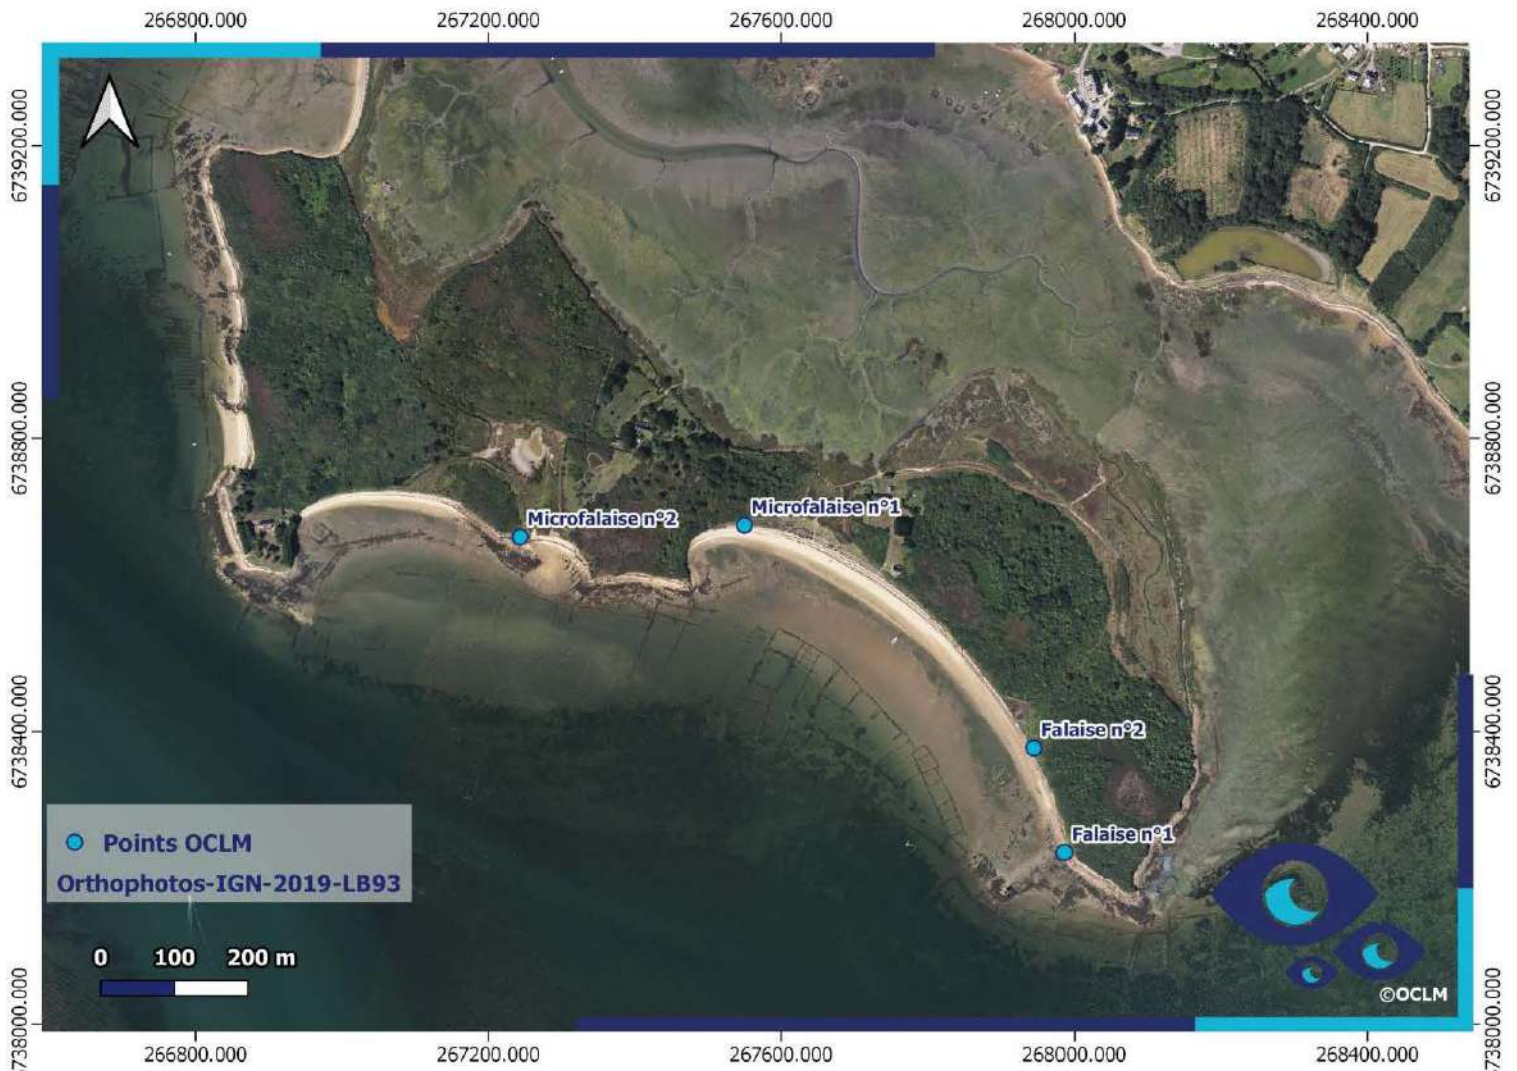 266800.000 267200.000 267600.000 268000.000 268400.000
6739200.000 6739200.000
6738800.000 6738800.000
Microfalaise n°1
Microfalaise n°2
6738400.000 6738400.000
Falaise n°2
Falaise n°1
Points OCLM
Orthophotos-IGN-2019-LB93
0 100 200 m
©OCLM
6738000.000 6738000.000
266800.000 267200.000 267600.000 268000.000 268400.000